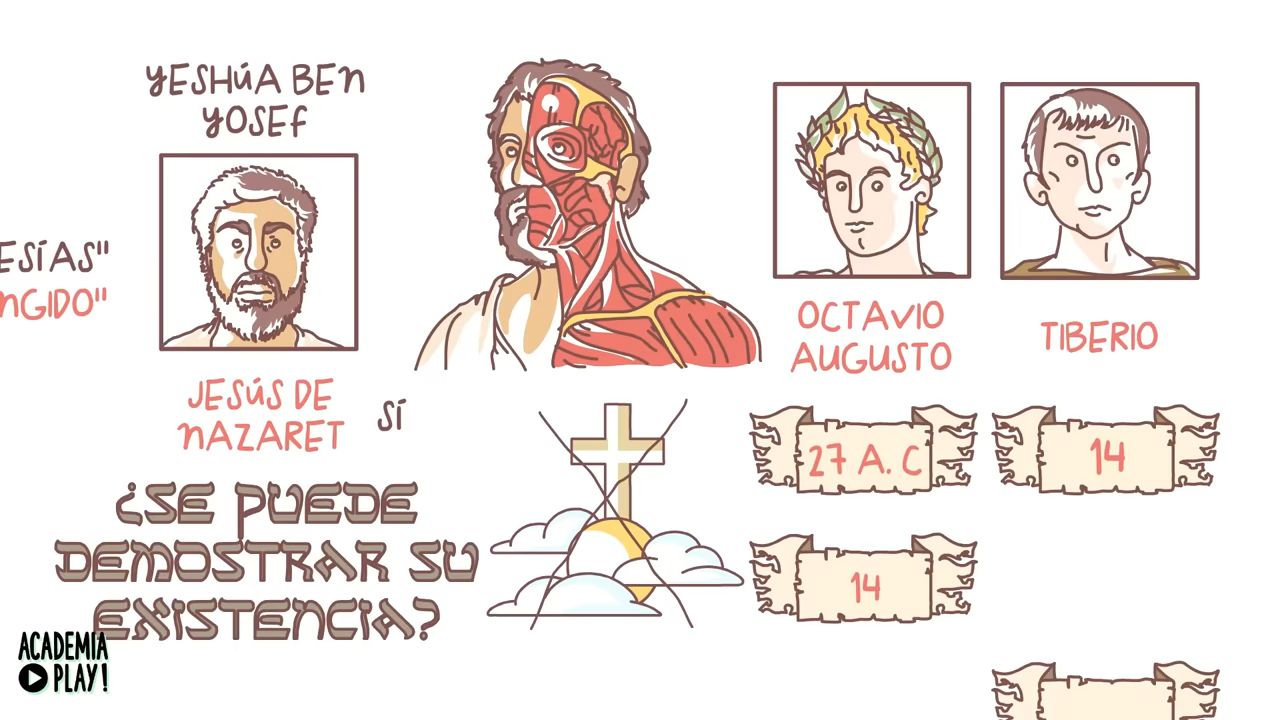 YESHÚA BEN
YOSEF
ESÍAS"
NGIDO"
JESÚS DE
NAZARET
SÍ
¿SE PUEDE
DEMOSTRAR SU
EXISTENCIA?
OCTAVIO
AUGUSTO
TIBERIO
27 A. C
14
14
ACADEMIA
PLAY!